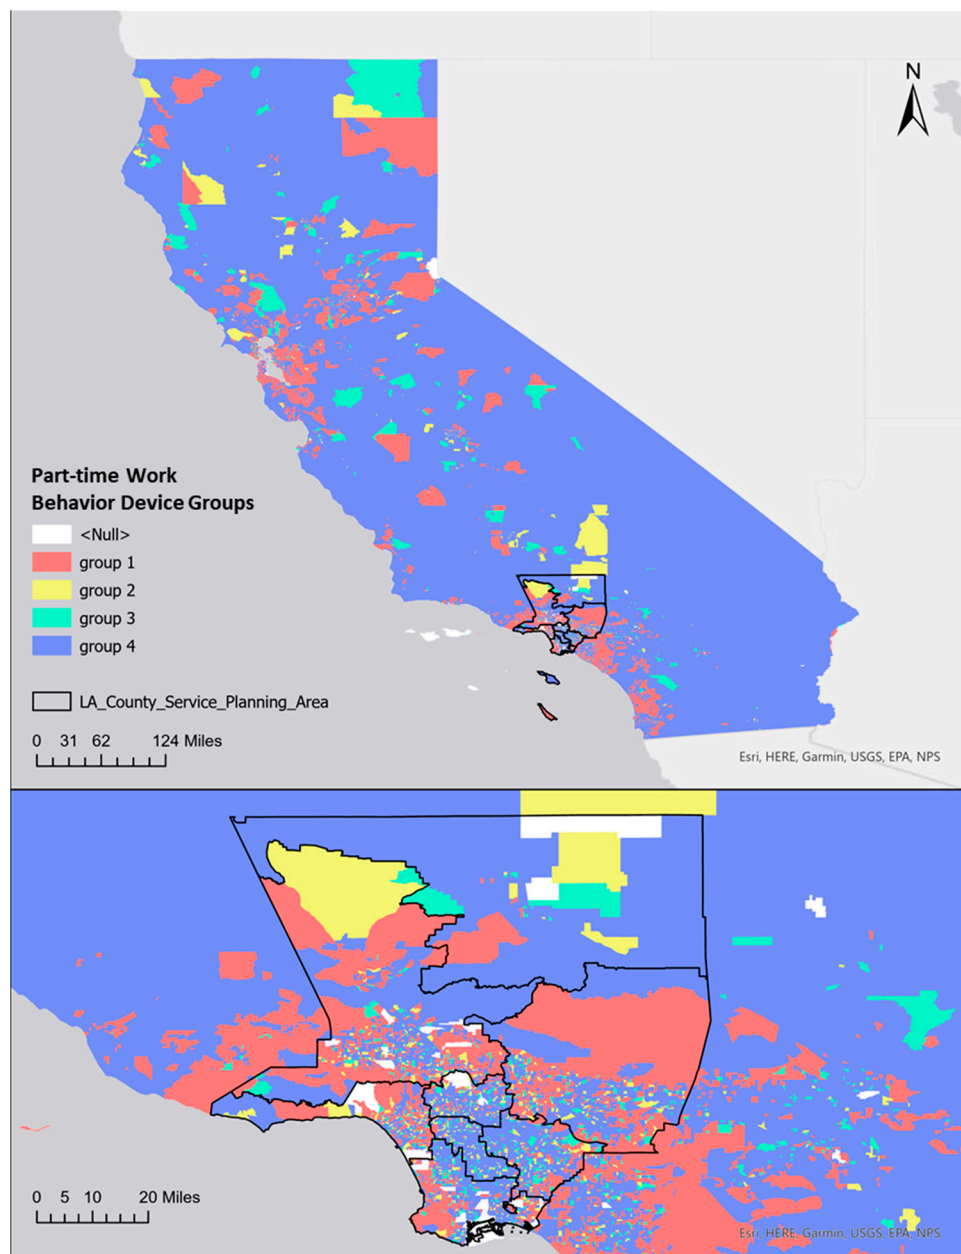 N
Part-time Work
Behavior Device Groups
<Null>
group 1
group 2
group 3
group 4
LA_County_Service_Planning_Area
0 31 62 124 Miles
Esri, HERE, Garmin, USGS, EPA, NPS
0 5 10 20 Miles
Esri, HERE, Garmin, USGS, EPA, NPS